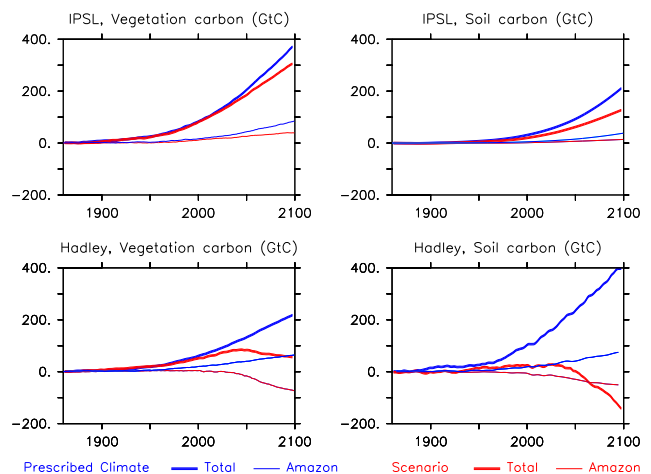 IPSL, Vegetation carbon (GtC)
400.
200.
0.
−200.
1900 2000 2100
IPSL, Soil carbon (GtC)
400.
200.
0.
−200.
1900 2000 2100
Hadley, Vegetation carbon (GtC)
400.
200.
0.
−200.
1900 2000 2100
Hadley, Soil carbon (GtC)
400.
200.
0.
−200.
1900 2000 2100
Prescribed Climate Total Amazon Scenario Total Amazon